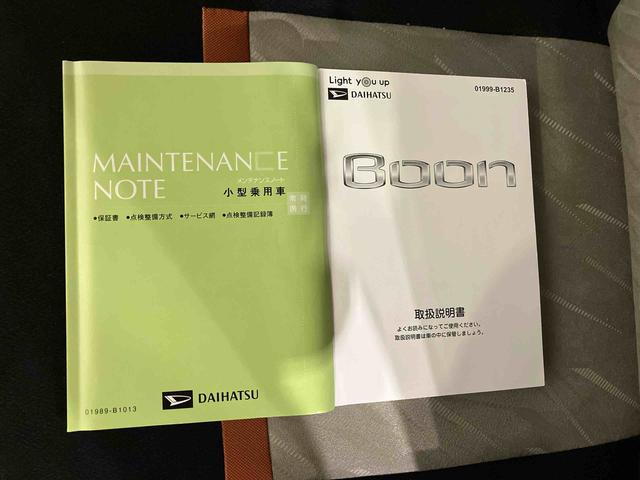 MAINTENANCE
NOTE
メンテナンスノート
小型乗用車
常時
携行
●保証書 ●点検整備方式 ●サービス網 ●点検整備記録簿
DAIHATSU
01989-B1013
Light you up
DAIHATSU
01999-B1235
Boon
取扱説明書
よくお読みになってご使用ください。
取扱説明書は車の中に保管しましょう。